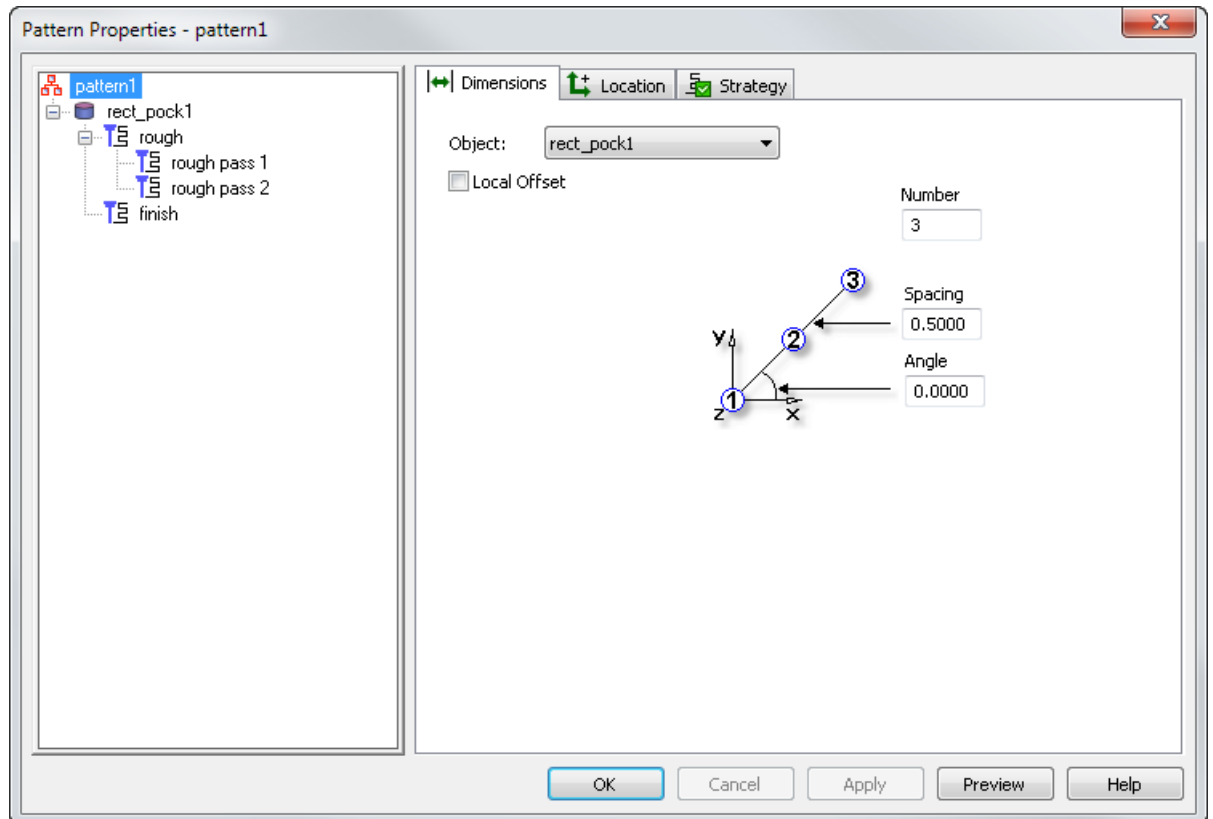 Pattern Properties - pattern1
pattern1
rect_pock1
rough
rough pass 1
rough pass 2
finish
Dimensions Location Strategy
Object: rect_pock1
Local Offset
Number
3
3
Spacing
0.5000
Y
2
Angle
0.0000
1
Z X
OK Cancel Apply Preview Help